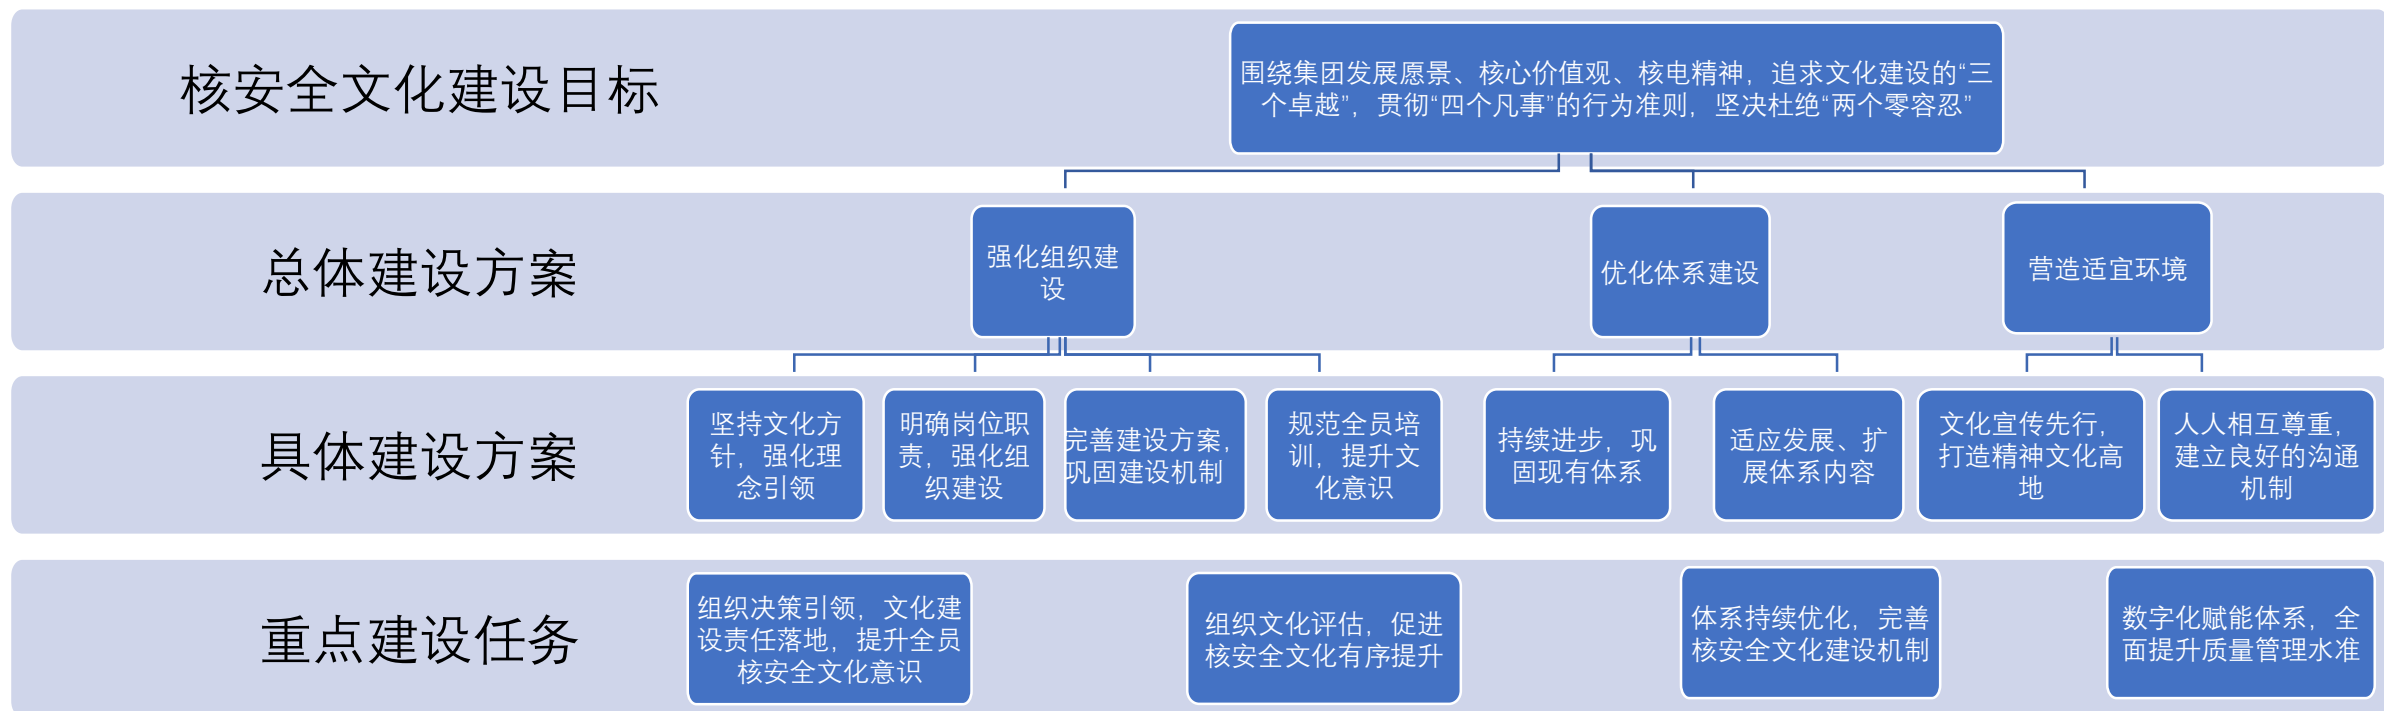 核安全文化建设目标
围绕集团发展愿景、核心价值观、核电精神，追求文化建设的“三
个卓越”，贯彻“四个凡事”的行为准则，坚决杜绝“两个零容忍”
总体建设方案
强化组织建
设
优化体系建设
营造适宜环境
具体建设方案
坚持文化方
针，强化理
念引领
明确岗位职
责，强化组
织建设
完善建设方案，
巩固建设机制
规范全员培
训，提升文
化意识
持续进步，巩
固现有体系
适应发展、扩
展体系内容
文化宣传先行，
打造精神文化高
地
人人相互尊重，
建立良好的沟通
机制
重点建设任务
组织决策引领，文化建
设责任落地，提升全员
核安全文化意识
组织文化评估，促进
核安全文化有序提升
体系持续优化，完善
核安全文化建设机制
数字化赋能体系，全
面提升质量管理水准